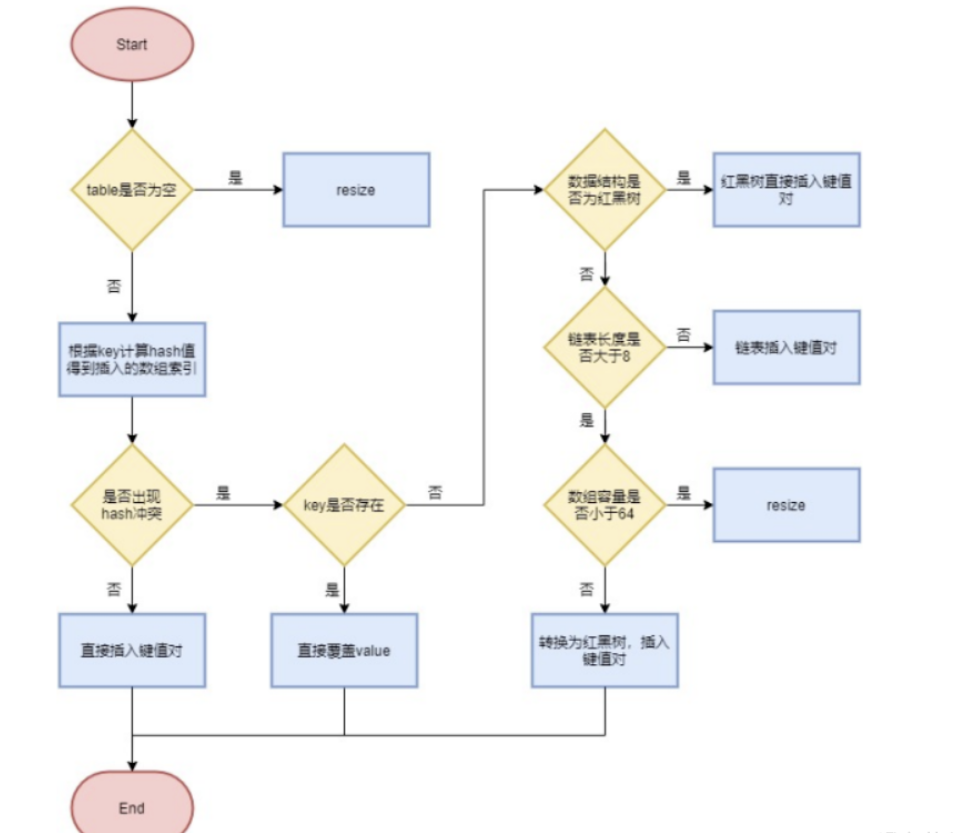 Start
table是否为空
是
resize
否
根据key计算hash值
得到插入的数组索引
是否出现
hash冲突
是
key是否存在
否
否
直接插入键值对
是
直接覆盖value
数据结构是
否为红黑树
是
红黑树直接插入键值
对
否
链表长度是
否大于8
否
链表插入键值对
是
数组容量是
否小于64
是
resize
否
转换为红黑树，插入
键值对
End